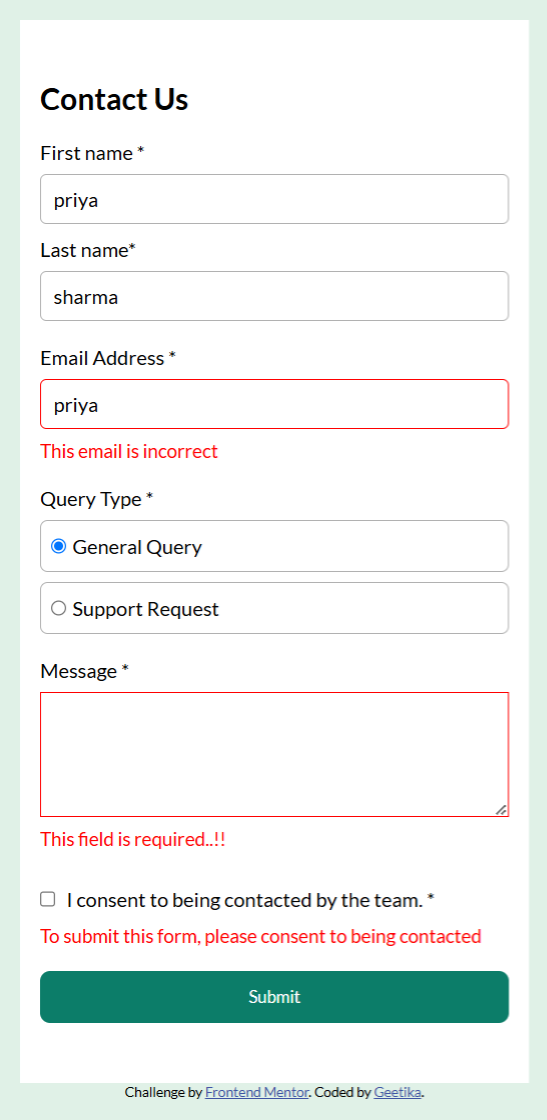 Contact Us
First name *
priya
Last name*
sharma
Email Address *
priya
This email is incorrect
Query Type *
General Query
Support Request
Message *
This field is required..!!
I consent to being contacted by the team. *
To submit this form, please consent to being contacted
Submit
Challenge by Frontend Mentor. Coded by Geetika.